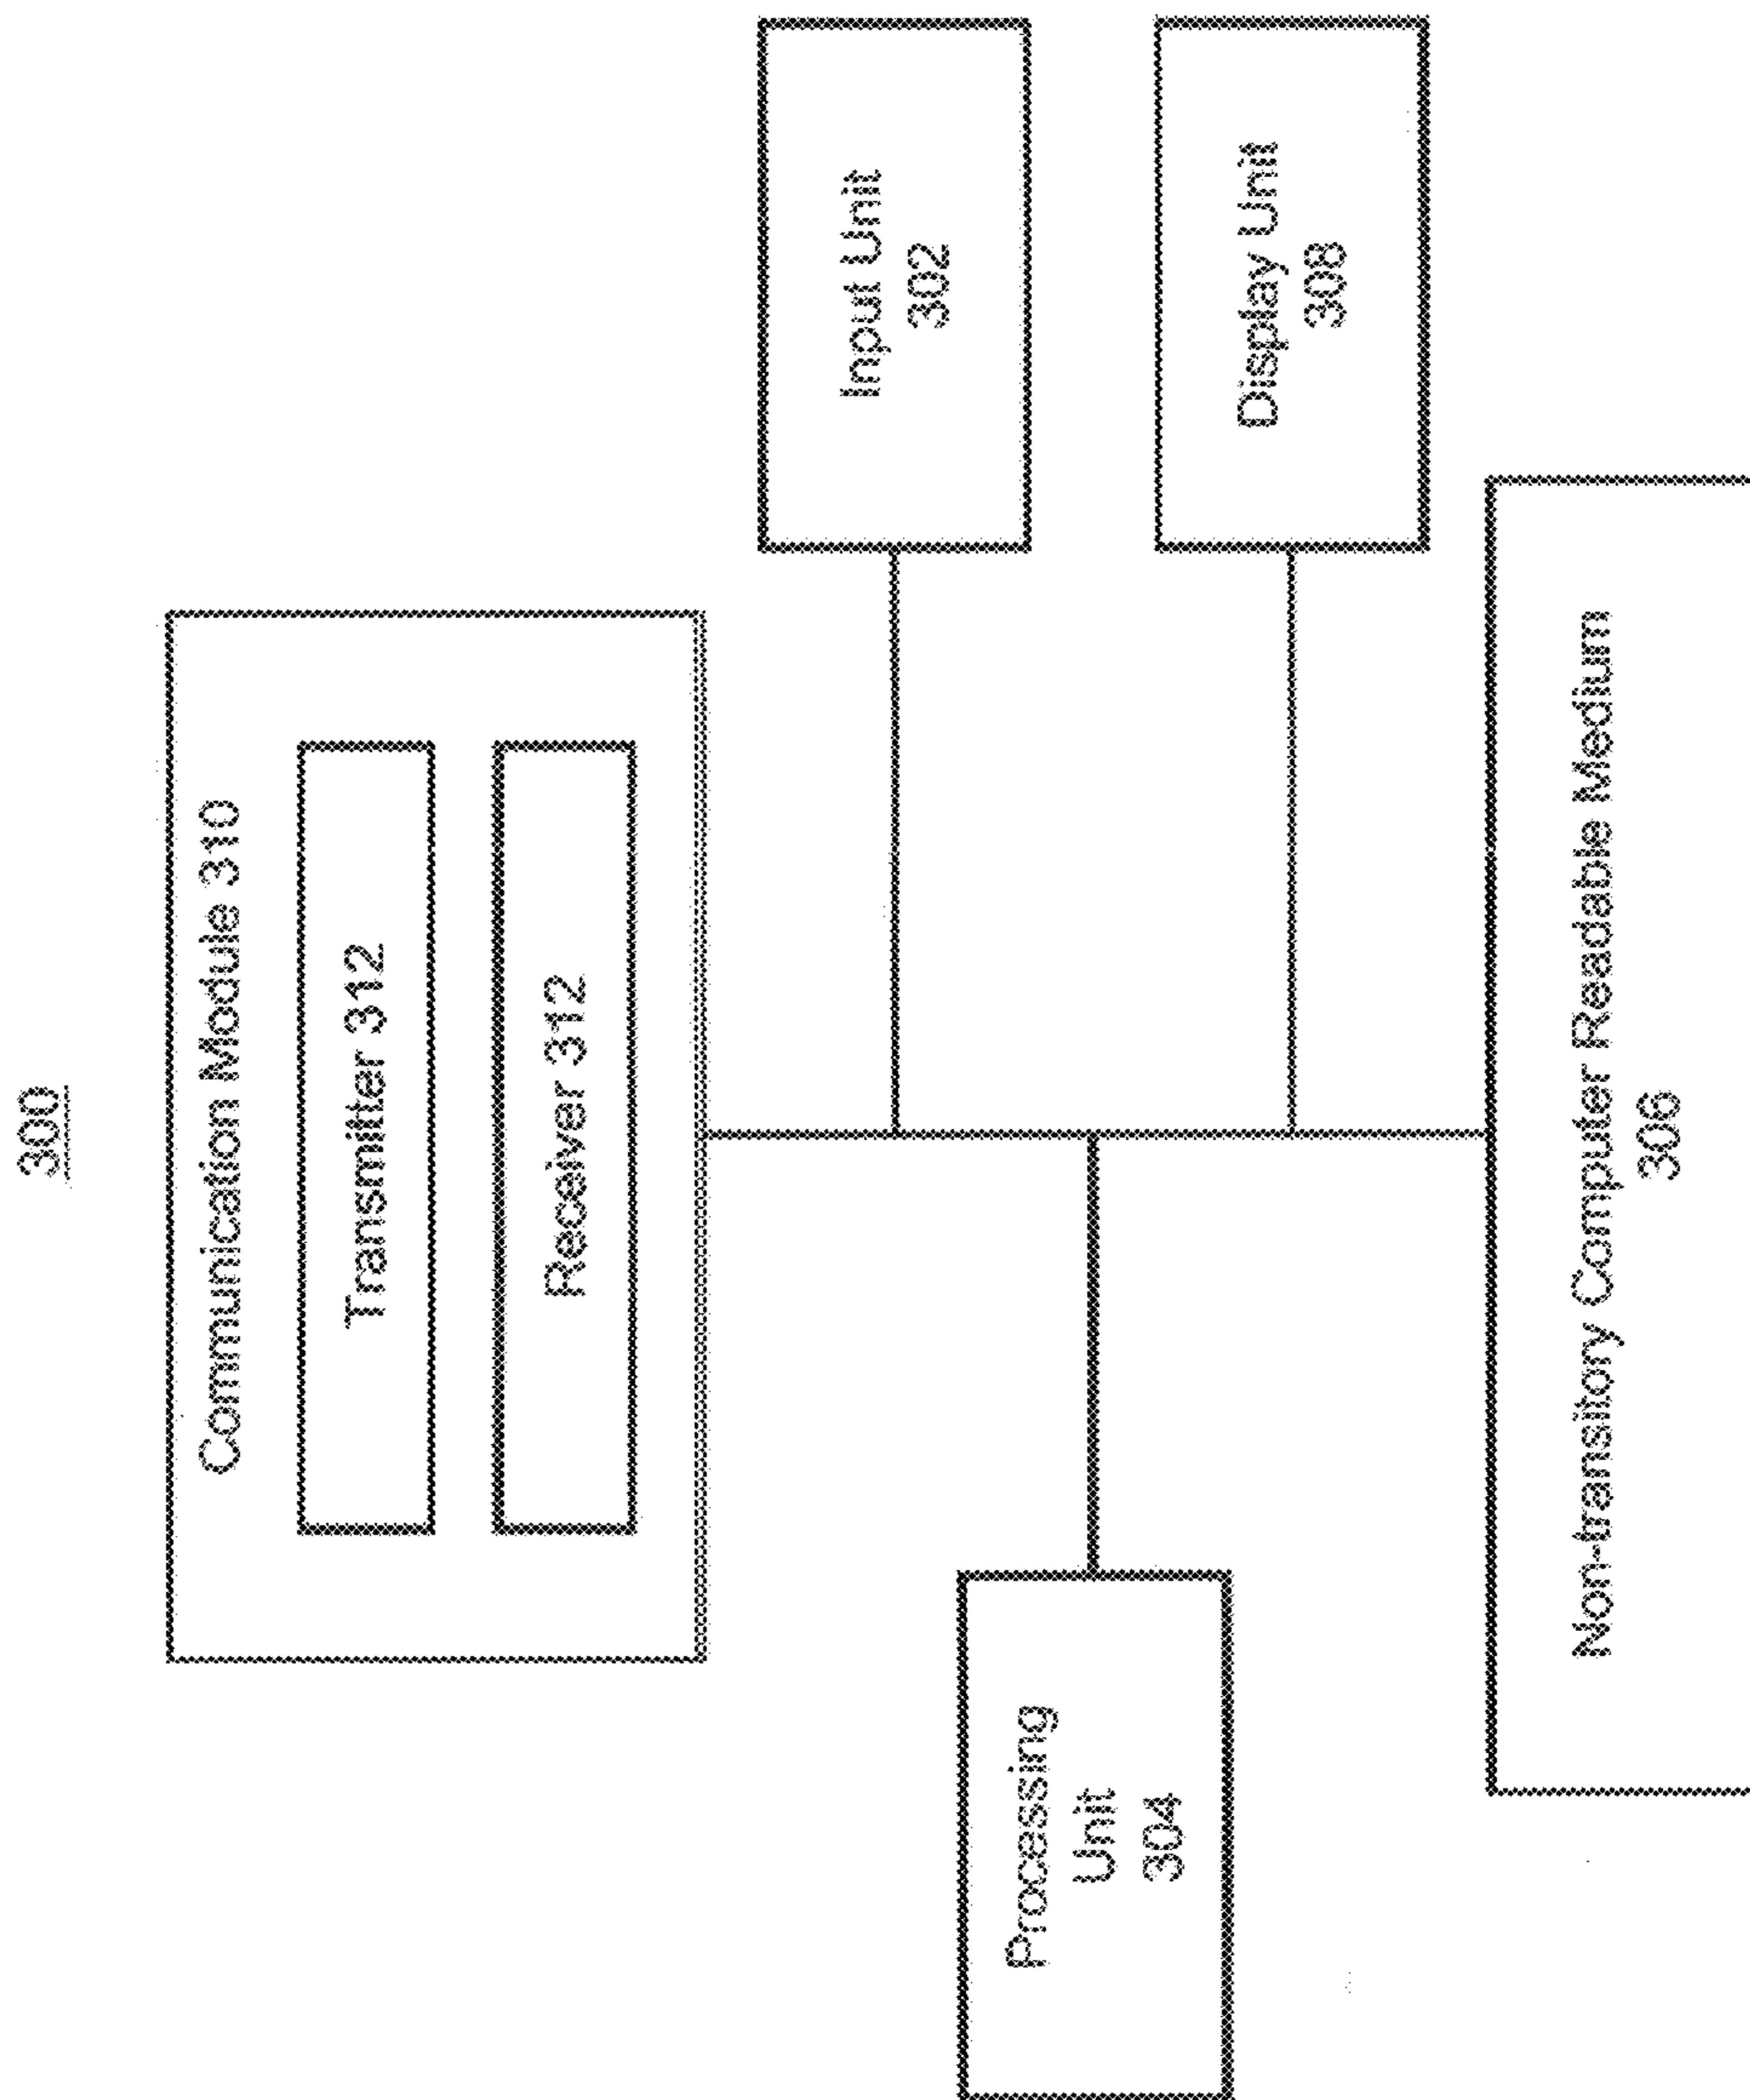 300
Communication Module 310
Transmitter 312
Receiver 312
Processing
Unit
304
Input Unit
302
Display Unit
308
Non-transitory Computer Readable Medium
306